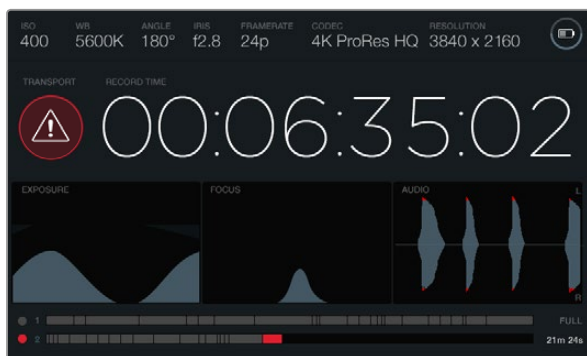 ISO WB ANGLE IRIS FRAMERATE CODEC RESOLUTION
400 5600K 180° f2.8 24p 4K ProRes HQ 3840 x 2160
TRANSPORT RECORD TIME
00:06:35:02
EXPOSURE FOCUS AUDIO L
R
1 FULL
2 21m 24s